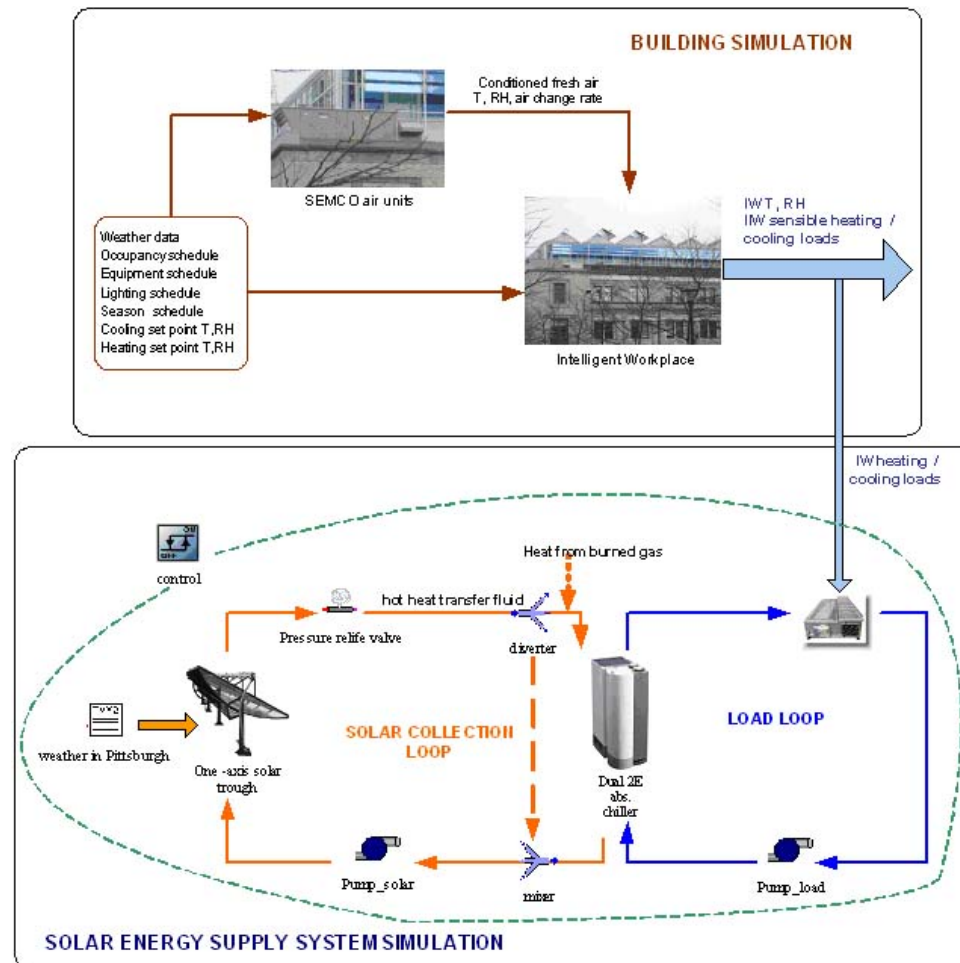 BUILDING SIMULATION
Conditioned fresh air
T, RH, air change rate
SEMCO air units
IWT, RH
IW sensible heating /
cooling loads
Weather data
Occupancy schedule
Equipment schedule
Lighting schedule
Season schedule
Cooling set point T,RH
Heating set point T,RH
Intelligent Workplace
IW heating /
cooling loads
control
Heat from burned gas
hot heat transfer fluid
Pressure relife valve
diverter
weather in Pittsburgh
One -axis solar
trough
SOLAR COLLECTION
LOOP
Dual 2E
abs.
chiller
LOAD LOOP
Pump_solar
mixer
Pump_load
SOLAR ENERGY SUPPLY SYSTEM SIMULATION